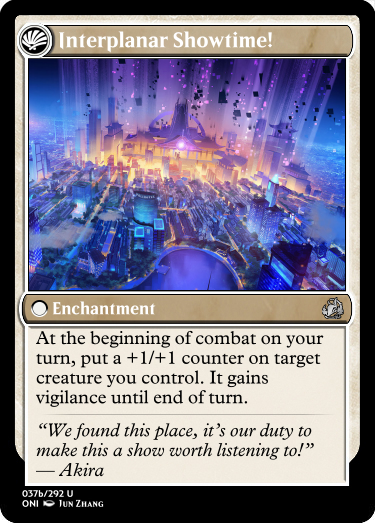 Interplanar Showtime!
Enchantment
At the beginning of combat on your
turn, put a +1/+1 counter on target
creature you control. It gains
vigilance until end of turn.
“We found this place, it’s our duty to
make this a show worth listening to!”
— Akira
037b/292 U
ONI Jun Zhang